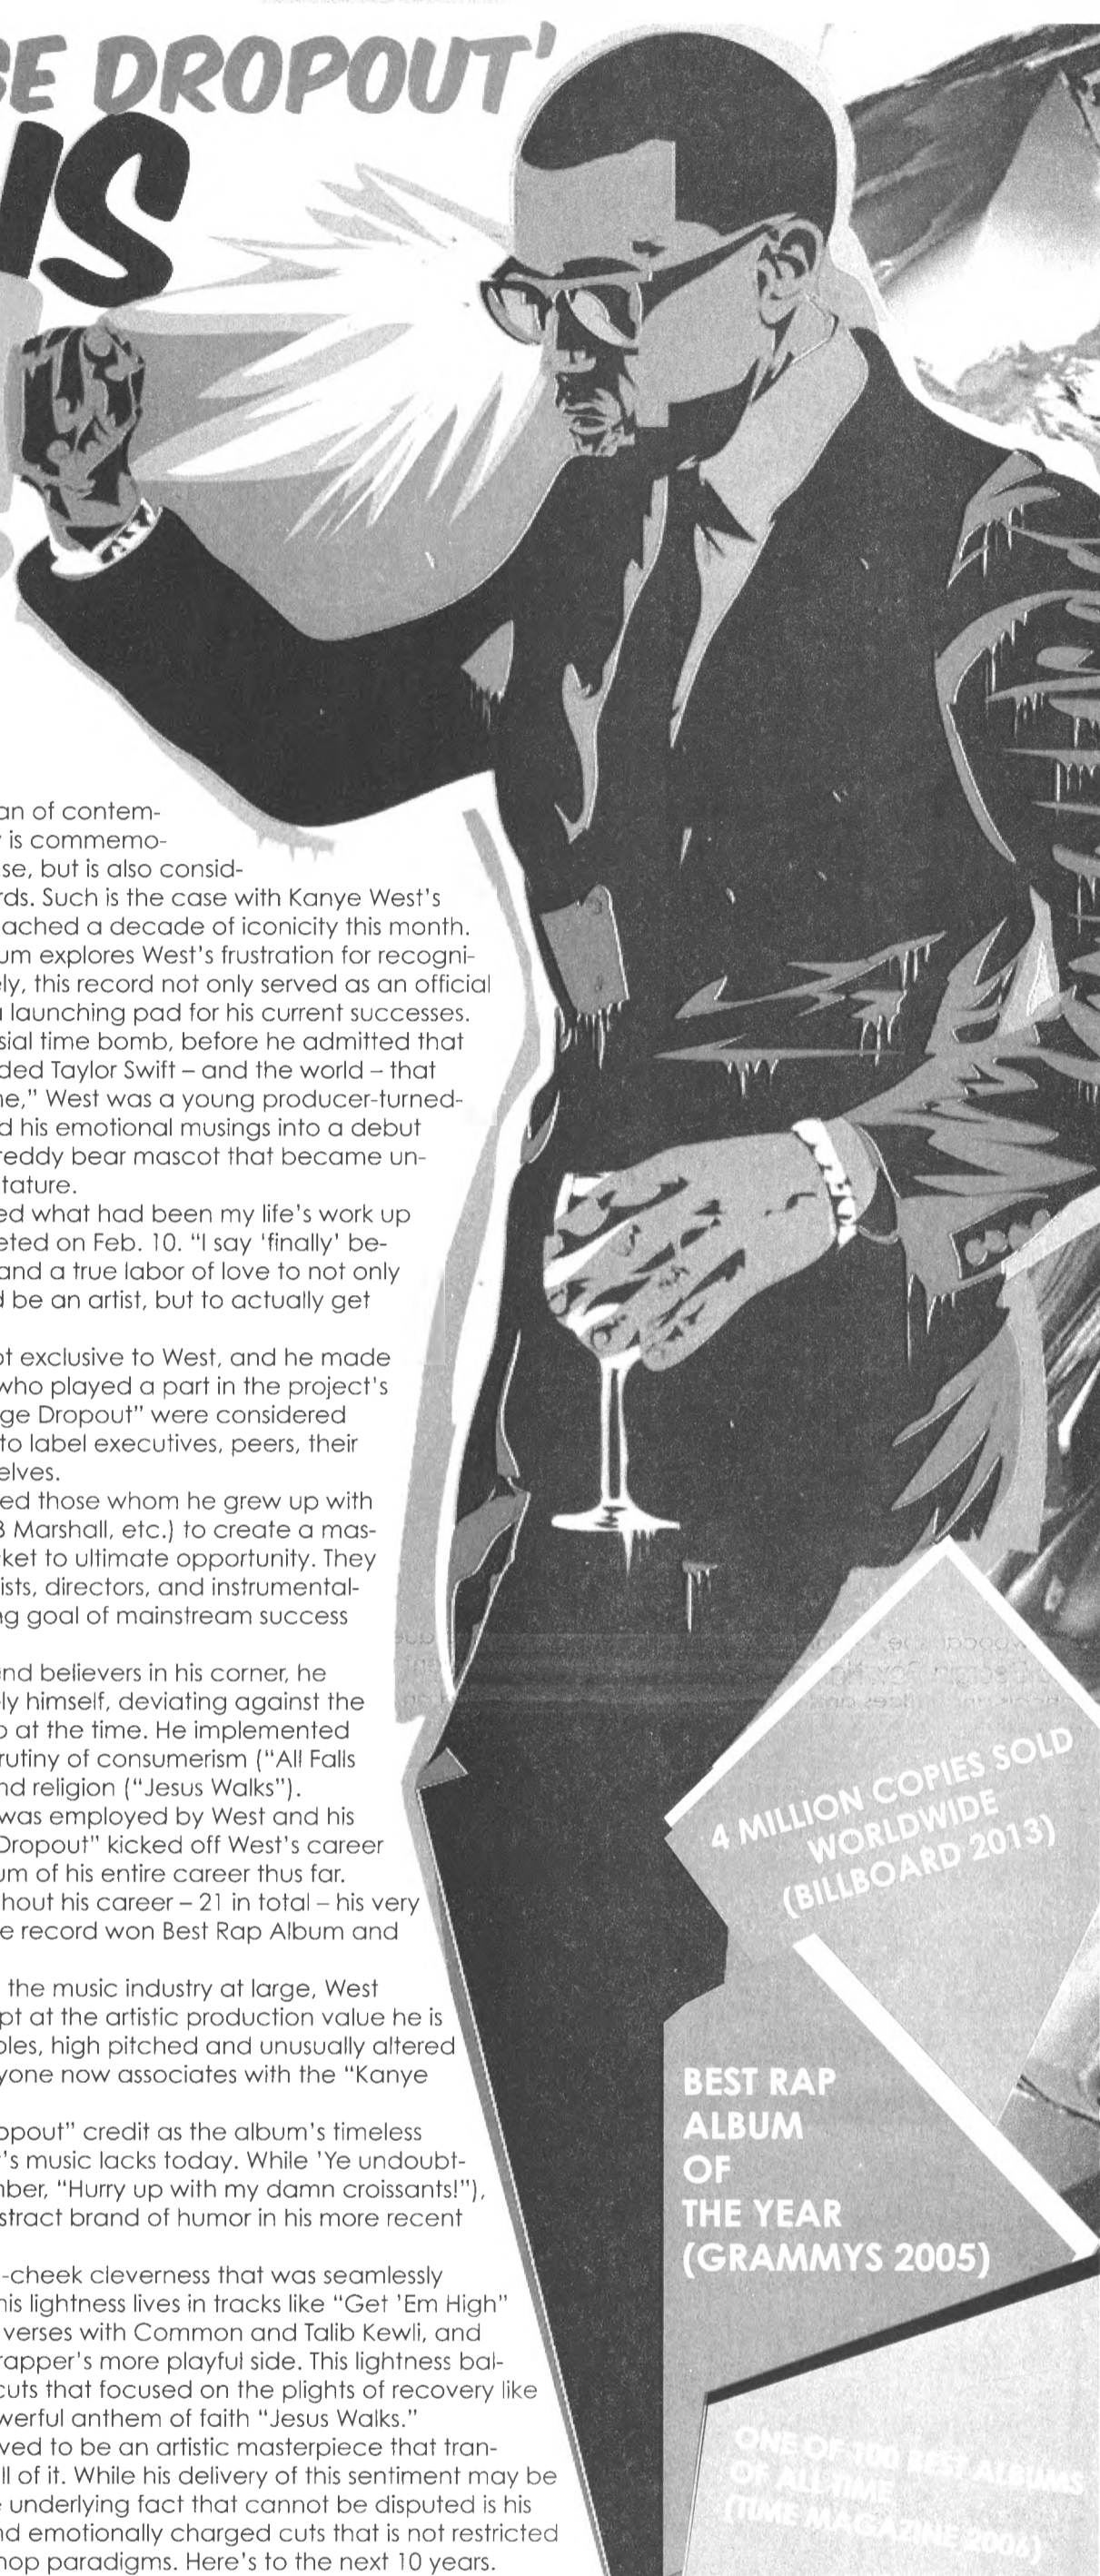 GE DROPOUT'
an of contem-
is commemo-
se, but is also consid-
rds. Such is the case with Kanye West's
ached a decade of iconicity this month.
um explores West's frustration for recogni-
ely, this record not only served as an official
launching pad for his current successes.
sial time bomb, before he admitted that
ded Taylor Swift – and the world – that
ne," West was a young producer-turned-
d his emotional musings into a debut
teddy bear mascot that became un-
tature.
ed what had been my life's work up
eted on Feb. 10. "I say 'finally' be-
and a true labor of love to not only
d be an artist, but to actually get
ot exclusive to West, and he made
who played a part in the project's
ge Dropout" were considered
to label executives, peers, their
elves.
ed those whom he grew up with
B Marshall, etc.) to create a mas-
ket to ultimate opportunity. They
ists, directors, and instrumental-
ng goal of mainstream success
nd believers in his corner, he
ly himself, deviating against the
p at the time. He implemented
rutiny of consumerism ("All Falls
nd religion ("Jesus Walks").
was employed by West and his
Dropout" kicked off West's career
um of his entire career thus far.
hout his career – 21 in total – his very
e record won Best Rap Album and
the music industry at large, West
pt at the artistic production value he is
ples, high pitched and unusually altered
yone now associates with the "Kanye
opout" credit as the album's timeless
's music lacks today. While 'Ye undoubt-
mber, "Hurry up with my damn croissants!"),
stract brand of humor in his more recent
-cheek cleverness that was seamlessly
his lightness lives in tracks like "Get 'Em High"
verses with Common and Talib Kewli, and
rapper's more playful side. This lightness bal-
cuts that focused on the plights of recovery like
werful anthem of faith "Jesus Walks."
ved to be an artistic masterpiece that tran-
ll of it. While his delivery of this sentiment may be
e underlying fact that cannot be disputed is his
nd emotionally charged cuts that is not restricted
hop paradigms. Here's to the next 10 years.
4 MILLION COPIES SOLD
WORLDWIDE
(BILLBOARD 2013)
BEST RAP
ALBUM
OF
THE YEAR
(GRAMMYS 2005)
ONE OF 100 BEST ALBUMS
OF ALL TIME
(TIME MAGAZINE 2006)